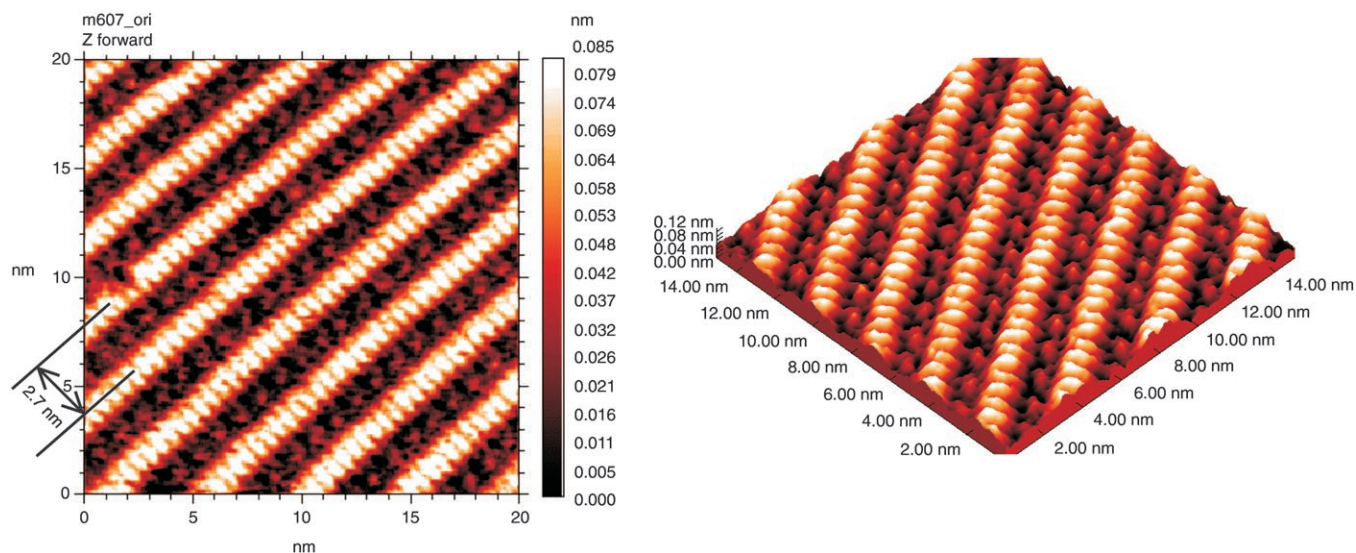 m607_ori
Z forward
nm
20
15
nm
10
5
0
2.7 nm
0
5
10
15
20
nm
0.085
0.079
0.074
0.069
0.064
0.058
0.053
0.048
0.042
0.037
0.032
0.026
0.021
0.016
0.011
0.005
0.000
0.12 nm
0.08 nm
0.04 nm
0.00 nm
14.00 nm
12.00 nm
10.00 nm
8.00 nm
6.00 nm
4.00 nm
2.00 nm
14.00 nm
12.00 nm
10.00 nm
8.00 nm
6.00 nm
4.00 nm
2.00 nm